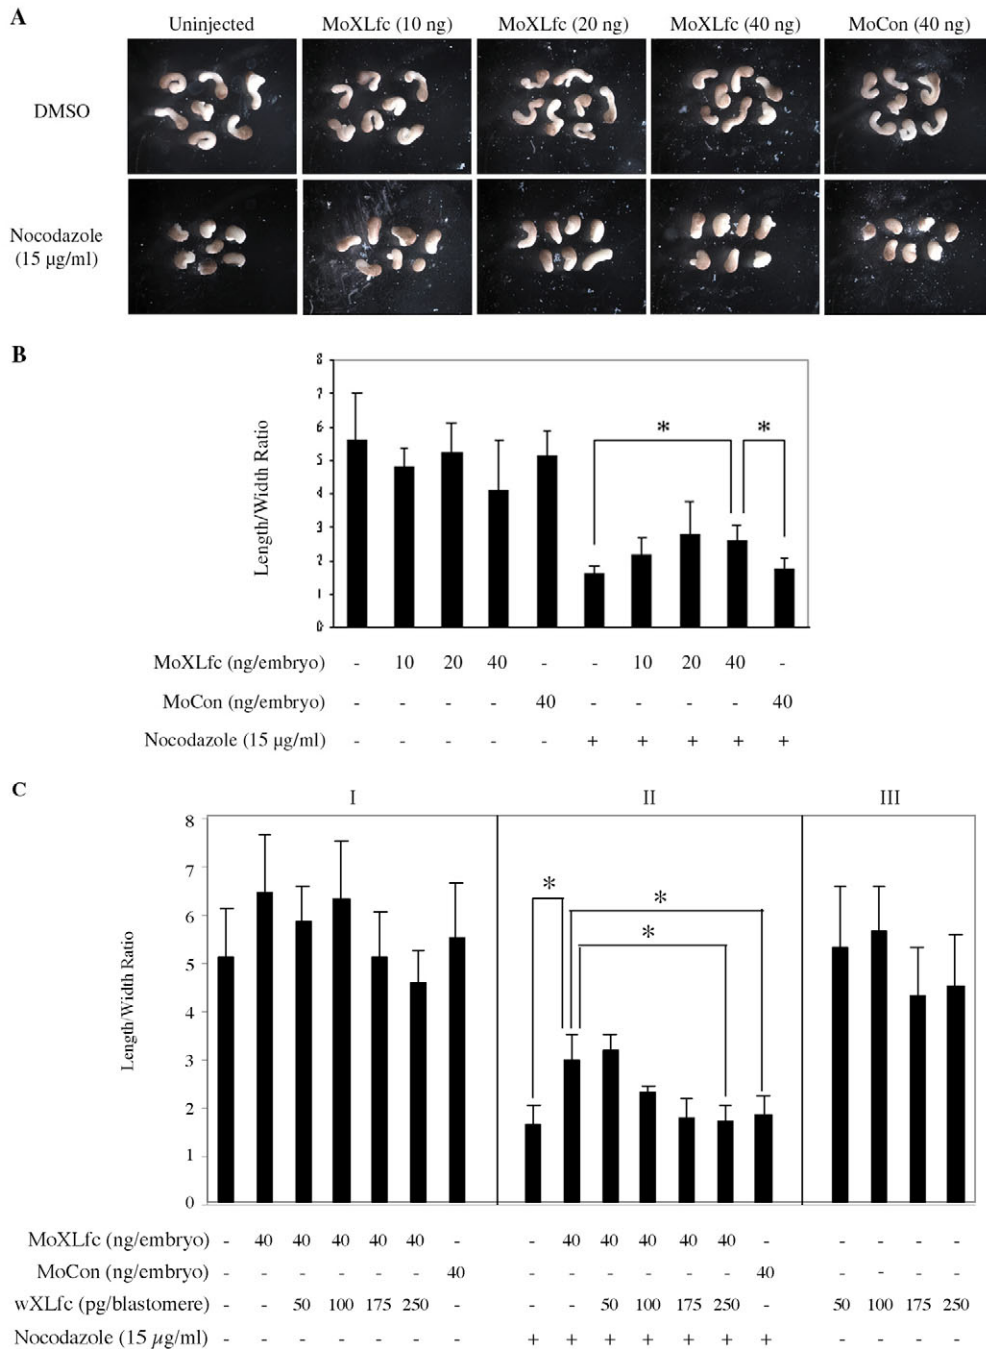 A
Uninjected MoXLfc (10 ng) MoXLfc (20 ng) MoXLfc (40 ng) MoCon (40 ng)
DMSO
Nocodazole
(15 µg/ml)
B
8
7
6
5
4
3
2
1
0
Length/Width Ratio
* *
MoXLfc (ng/embryo) - 10 20 40 - - 10 20 40 -
MoCon (ng/embryo) - - - - 40 - - - - 40
Nocodazole (15 µg/ml) - - - - - + + + + +
C
I II III
8
7
6
5
4
3
2
1
0
Length/Width Ratio
* * *
MoXLfc (ng/embryo) - 40 40 40 40 40 - - 40 40 40 40 40 - - - - -
MoCon (ng/embryo) - - - - - - 40 - - - - - - 40 - - - -
wXLfc (pg/blastomere) - - 50 100 175 250 - - - 50 100 175 250 - 50 100 175 250
Nocodazole (15 µg/ml) - - - - - - - + + + + + + + - - - -